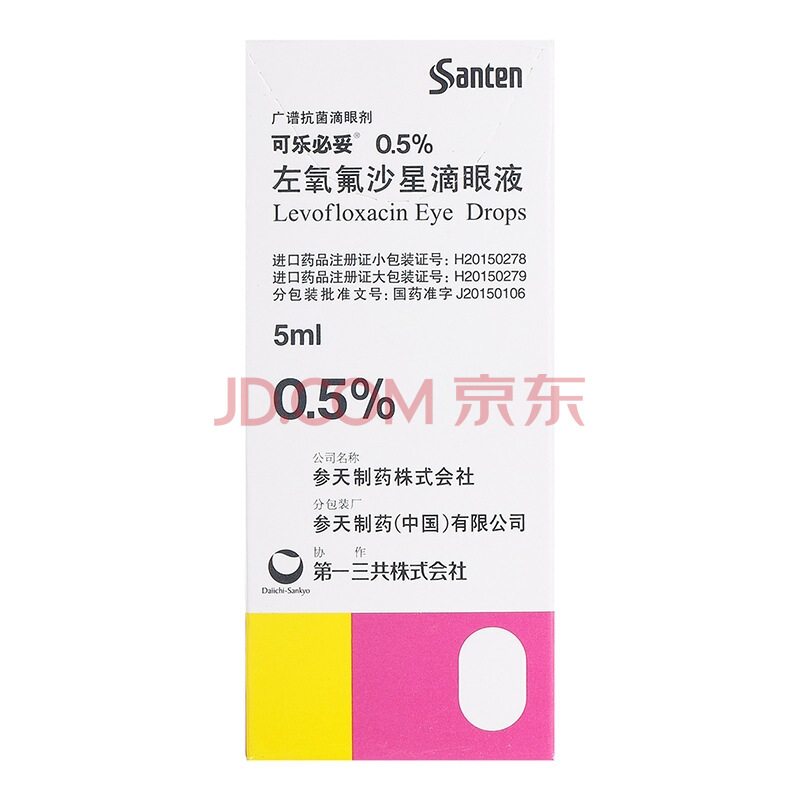 Santen
广谱抗菌滴眼剂
可乐必妥® 0.5%
左氧氟沙星滴眼液
Levofloxacin Eye Drops
进口药品注册证小包装证号：H20150278
进口药品注册证大包装证号：H20150279
分包装批准文号：国药准字 J20150106
5ml
0.5%
JD.COM 京东
公司名称
参天制药株式会社
分包装厂
参天制药(中国)有限公司
协 作
第一三共株式会社
Daiichi-Sankyo